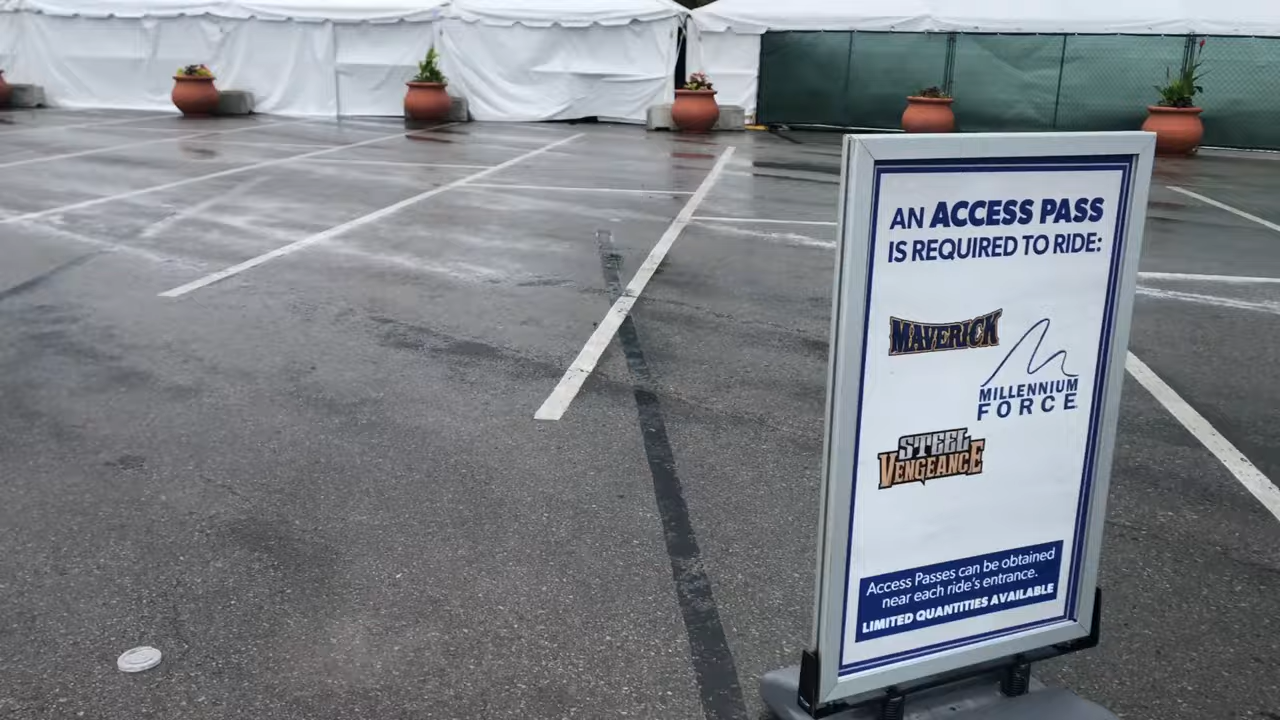 AN ACCESS PASS
IS REQUIRED TO RIDE:
MAVERICK
MILLENNIUM
FORCE
STEEL
VENGEANCE
Access Passes can be obtained
near each ride's entrance.
LIMITED QUANTITIES AVAILABLE